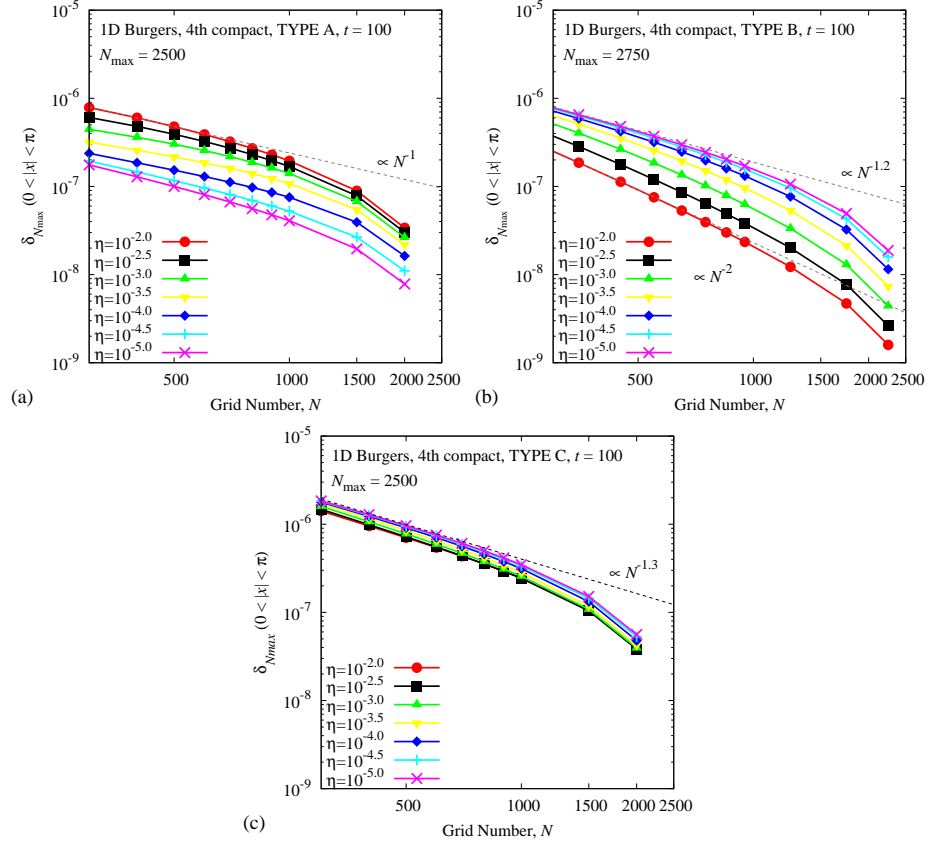 10^-5
10^-6
10^-7
10^-8
10^-9
δ_Nmax (0 < |x| < π)
1D Burgers, 4th compact, TYPE A, t = 100
N_max = 2500
∝ N^-1
η=10^-2.0
η=10^-2.5
η=10^-3.0
η=10^-3.5
η=10^-4.0
η=10^-4.5
η=10^-5.0
500 1000 1500 2000 2500
(a)
Grid Number, N
10^-5
10^-6
10^-7
10^-8
10^-9
δ_Nmax (0 < |x| < π)
1D Burgers, 4th compact, TYPE B, t = 100
N_max = 2750
∝ N^-1.2
∝ N^-2
η=10^-2.0
η=10^-2.5
η=10^-3.0
η=10^-3.5
η=10^-4.0
η=10^-4.5
η=10^-5.0
500 1000 1500 2000 2500
(b)
Grid Number, N
10^-5
10^-6
10^-7
10^-8
10^-9
δ_Nmax (0 < |x| < π)
1D Burgers, 4th compact, TYPE C, t = 100
N_max = 2500
∝ N^-1.3
η=10^-2.0
η=10^-2.5
η=10^-3.0
η=10^-3.5
η=10^-4.0
η=10^-4.5
η=10^-5.0
500 1000 1500 2000 2500
(c)
Grid Number, N